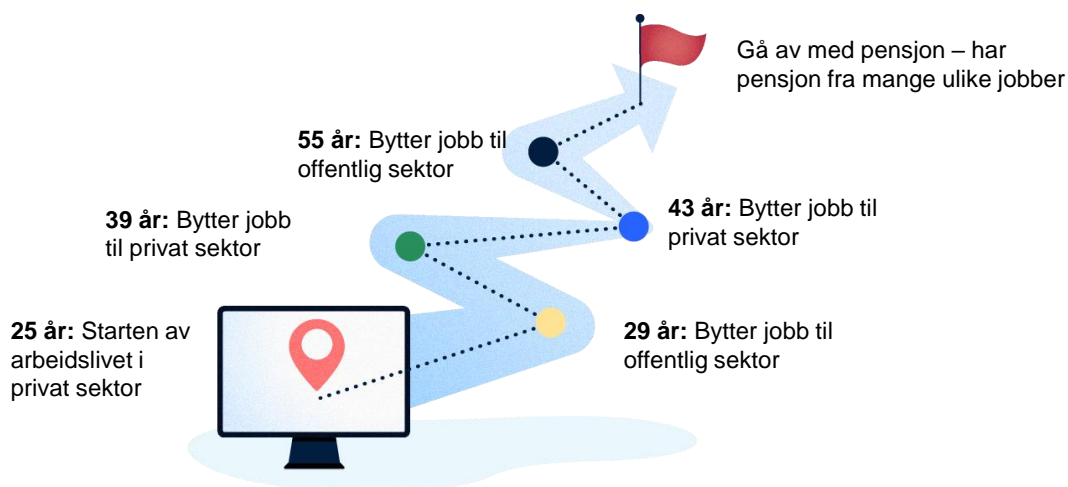 Gå av med pensjon – har
pensjon fra mange ulike jobber
55 år: Bytter jobb til
offentlig sektor
43 år: Bytter jobb til
privat sektor
39 år: Bytter jobb
til privat sektor
29 år: Bytter jobb til
offentlig sektor
25 år: Starten av
arbeidslivet i
privat sektor